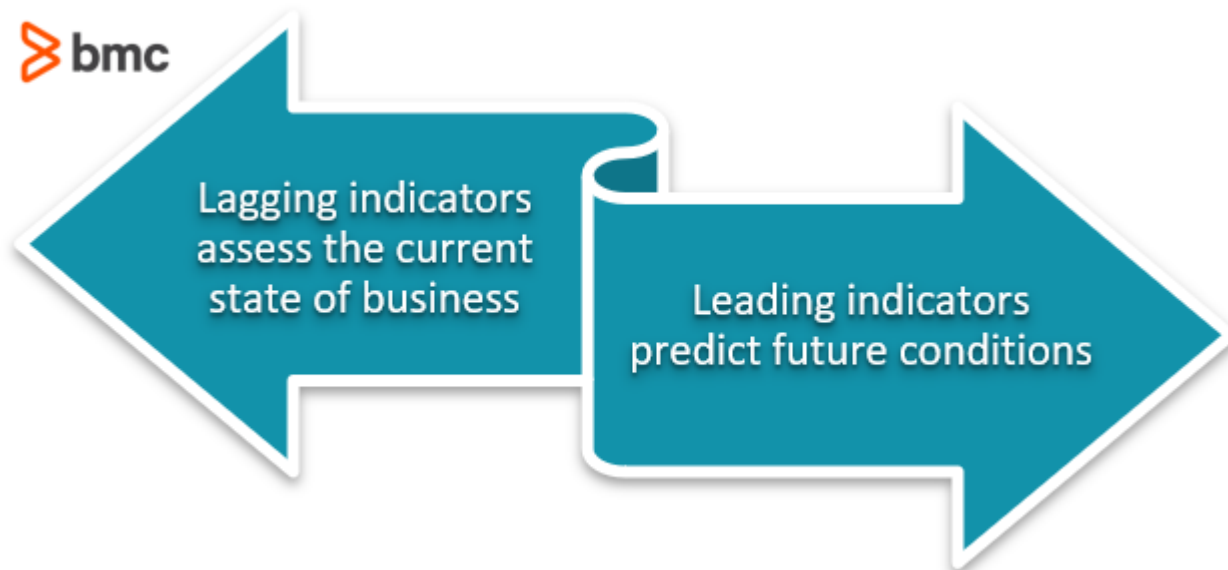 bmc
Lagging indicators
assess the current
state of business
Leading indicators
predict future conditions